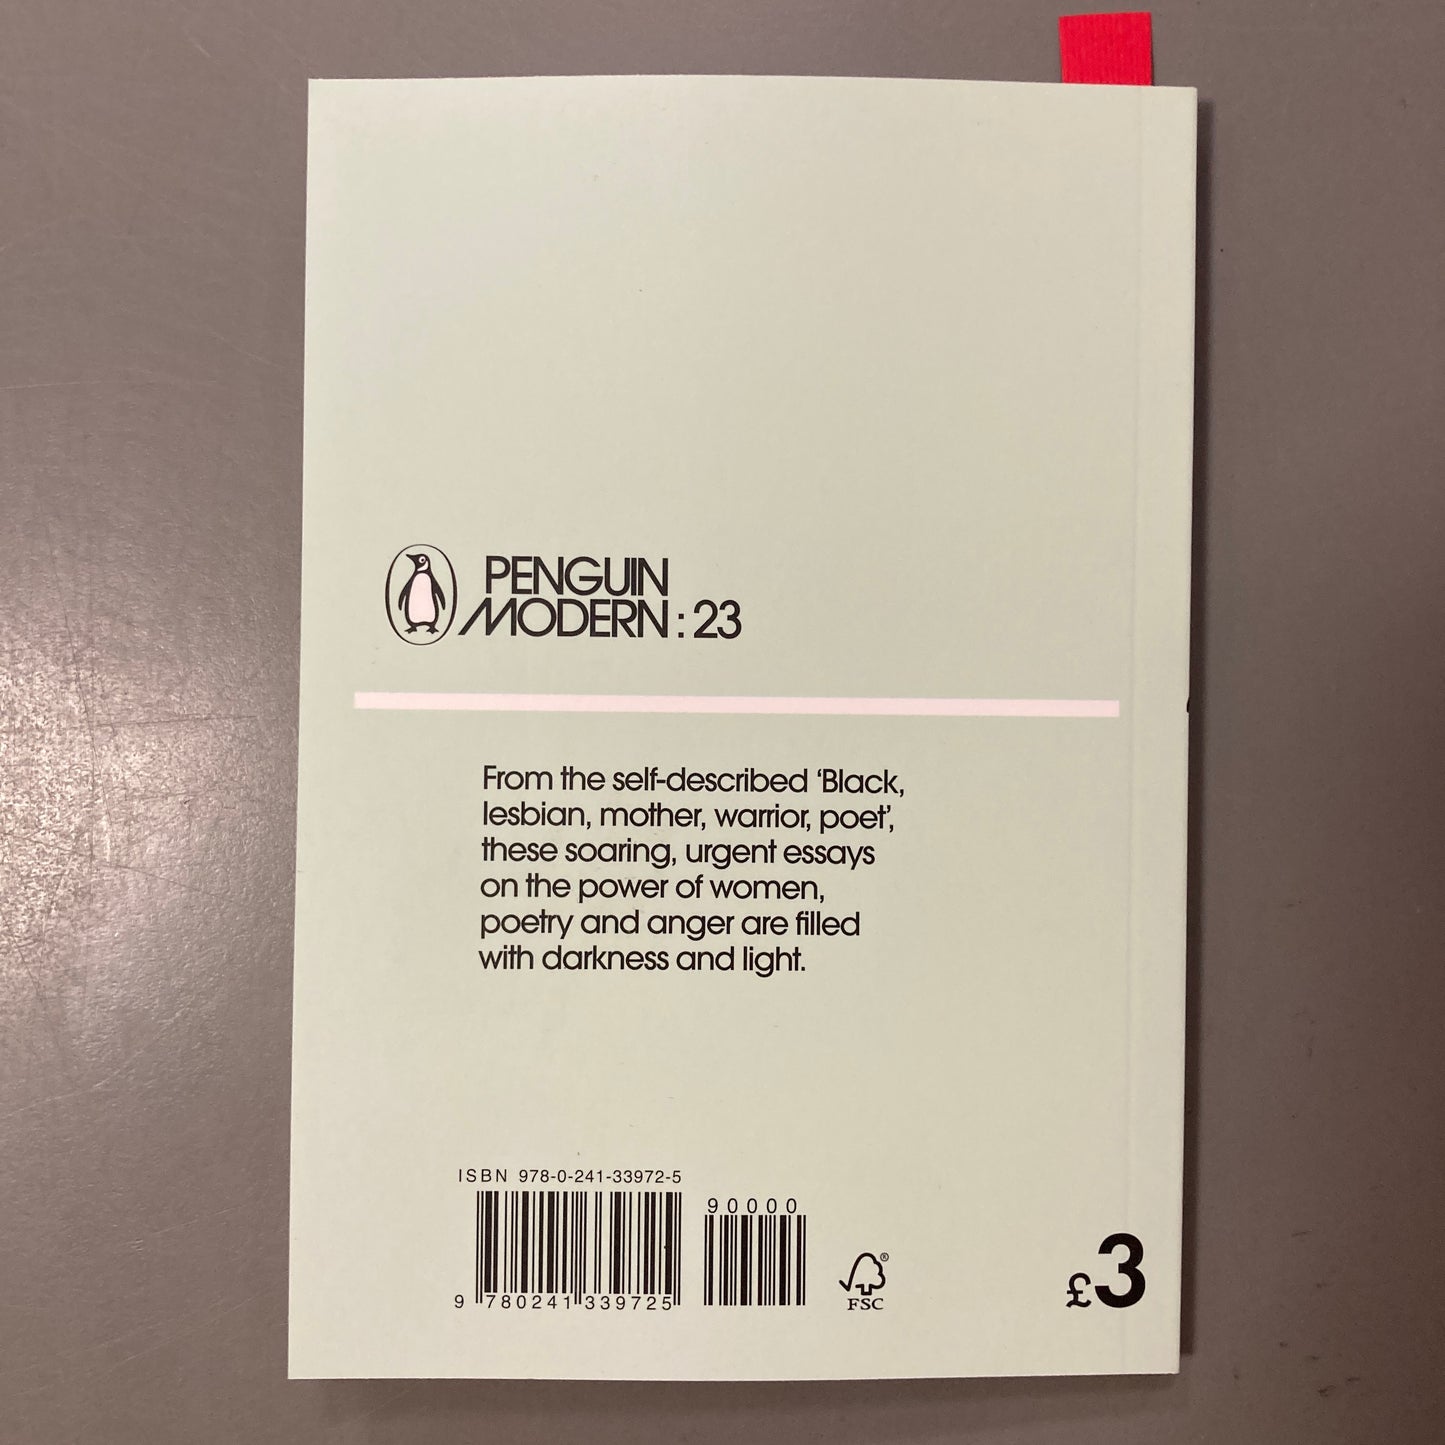 PENGUIN
MODERN : 23
From the self-described ‘Black,
lesbian, mother, warrior, poet’,
these soaring, urgent essays
on the power of women,
poetry and anger are filled
with darkness and light.
ISBN 978-0-241-33972-5
90000
9 780241 339725
®
FSC
£3